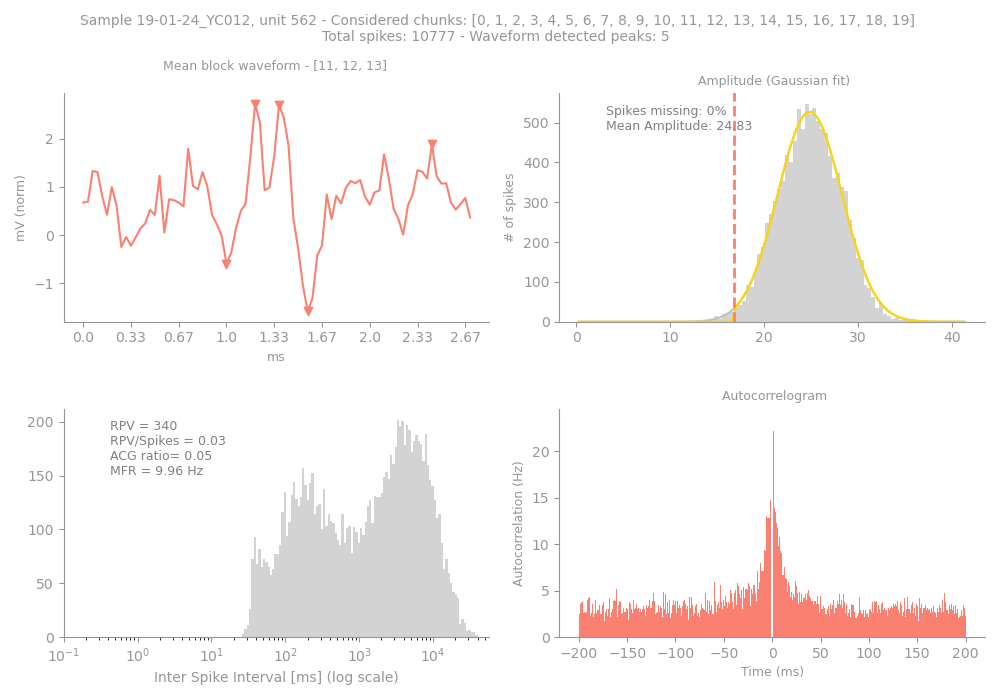 Sample 19-01-24_YC012, unit 562 - Considered chunks: [0, 1, 2, 3, 4, 5, 6, 7, 8, 9, 10, 11, 12, 13, 14, 15, 16, 17, 18, 19]
Total spikes: 10777 - Waveform detected peaks: 5
Mean block waveform - [11, 12, 13]
mV (norm)
2
1
0
−1
0.0 0.33 0.67 1.0 1.33 1.67 2.0 2.33 2.67
ms
Amplitude (Gaussian fit)
Spikes missing: 0%
Mean Amplitude: 24.83
# of spikes
500
400
300
200
100
0
0 10 20 30 40
RPV = 340
RPV/Spikes = 0.03
ACG ratio= 0.05
MFR = 9.96 Hz
200
150
100
50
0
10⁻¹ 10⁰ 10¹ 10² 10³ 10⁴
Inter Spike Interval [ms] (log scale)
Autocorrelogram
Autocorrelation (Hz)
20
15
10
5
0
−200 −150 −100 −50 0 50 100 150 200
Time (ms)